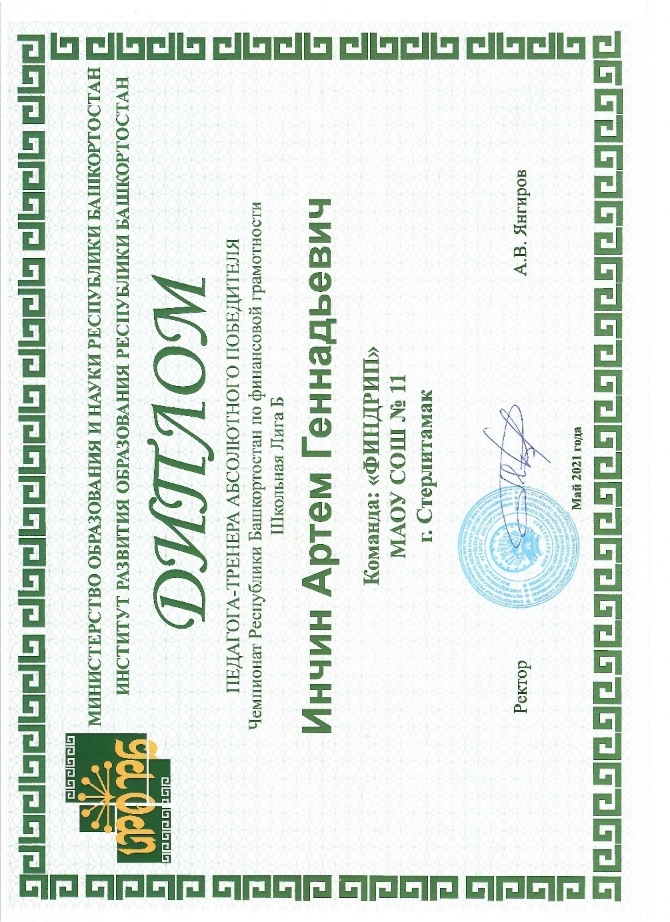 МИНИСТЕРСТВО ОБРАЗОВАНИЯ И НАУКИ РЕСПУБЛИКИ БАШКОРТОСТАН
ИНСТИТУТ РАЗВИТИЯ ОБРАЗОВАНИЯ РЕСПУБЛИКИ БАШКОРТОСТАН
ДИПЛОМ
ПЕДАГОГА-ТРЕНЕРА АБСОЛЮТНОГО ПОБЕДИТЕЛЯ
Чемпионат Республики Башкортостан по финансовой грамотности
Школьная Лига Б
Инчин Артем Геннадьевич
Команда: «ФИНДРИП»
МАОУ СОШ № 11
г. Стерлитамак
Ректор А.В. Янгиров
Май 2021 года